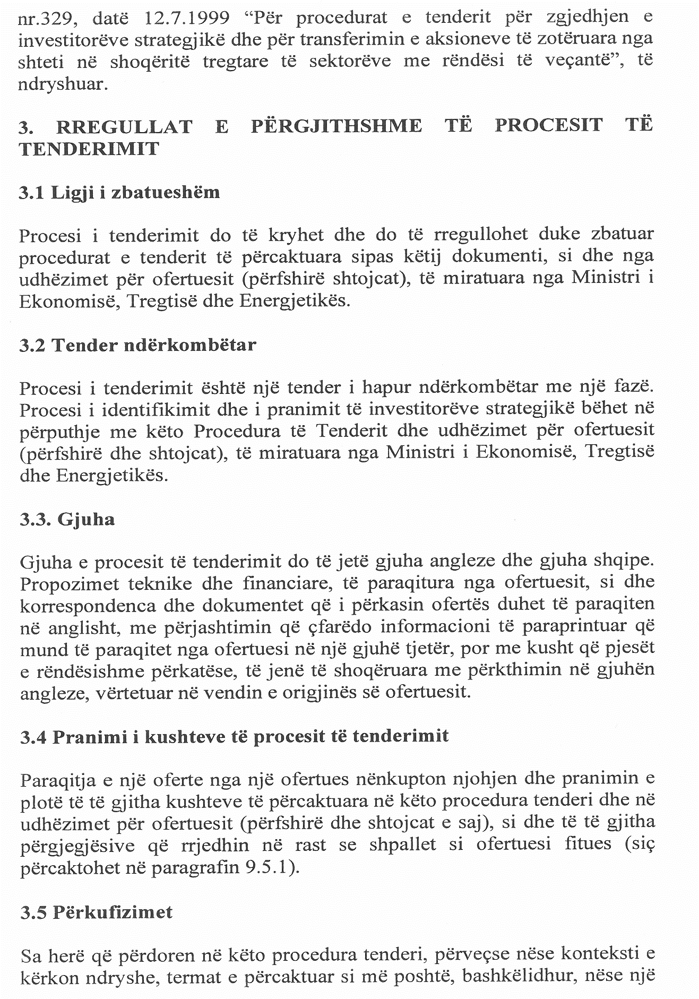 nr.329, datë 12.7.1999 “Për procedurat e tenderit për zgjedhjen e
investitorëve strategjikë dhe për transferimin e aksioneve të zotëruara nga
shteti në shoqëritë tregtare të sektorëve me rëndësi të veçantë”, të
ndryshuar.
3. RREGULLAT E PËRGJITHSHME TË PROCESIT TË
TENDERIMIT
3.1 Ligji i zbatueshëm
Procesi i tenderimit do të kryhet dhe do të rregullohet duke zbatuar
procedurat e tenderit të përcaktuara sipas këtij dokumenti, si dhe nga
udhëzimet për ofertuesit (përfshirë shtojcat), të miratuara nga Ministri i
Ekonomisë, Tregtisë dhe Energjetikës.
3.2 Tender ndërkombëtar
Procesi i tenderimit është një tender i hapur ndërkombëtar me një fazë.
Procesi i identifikimit dhe i pranimit të investitorëve strategjikë bëhet në
përputhje me këto Procedura të Tenderit dhe udhëzimet për ofertuesit
(përfshirë dhe shtojcat), të miratuara nga Ministri i Ekonomisë, Tregtisë
dhe Energjetikës.
3.3. Gjuha
Gjuha e procesit të tenderimit do të jetë gjuha angleze dhe gjuha shqipe.
Propozimet teknike dhe financiare, të paraqitura nga ofertuesit, si dhe
korrespondenca dhe dokumentet që i përkasin ofertës duhet të paraqiten
në anglisht, me përjashtimin që çfarëdo informacioni të paraprintuar që
mund të paraqitet nga ofertuesi në një gjuhë tjetër, por me kusht që pjesët
e rëndësishme përkatëse, të jenë të shoqëruara me përkthimin në gjuhën
angleze, vërtetuar në vendin e origjinës së ofertuesit.
3.4 Pranimi i kushteve të procesit të tenderimit
Paraqitja e një oferte nga një ofertues nënkupton njohjen dhe pranimin e
plotë të të gjitha kushteve të përcaktuara në këto procedura tenderi dhe në
udhëzimet për ofertuesit (përfshirë dhe shtojcat e saj), si dhe të të gjitha
përgjegjësive që rrjedhin në rast se shpallet si ofertuesi fitues (siç
përcaktohet në paragrafin 9.5.1).
3.5 Përkufizimet
Sa herë që përdoren në këto procedura tenderi, përveçse nëse konteksti e
kërkon ndryshe, termat e përcaktuar si më poshtë, bashkëlidhur, nëse një